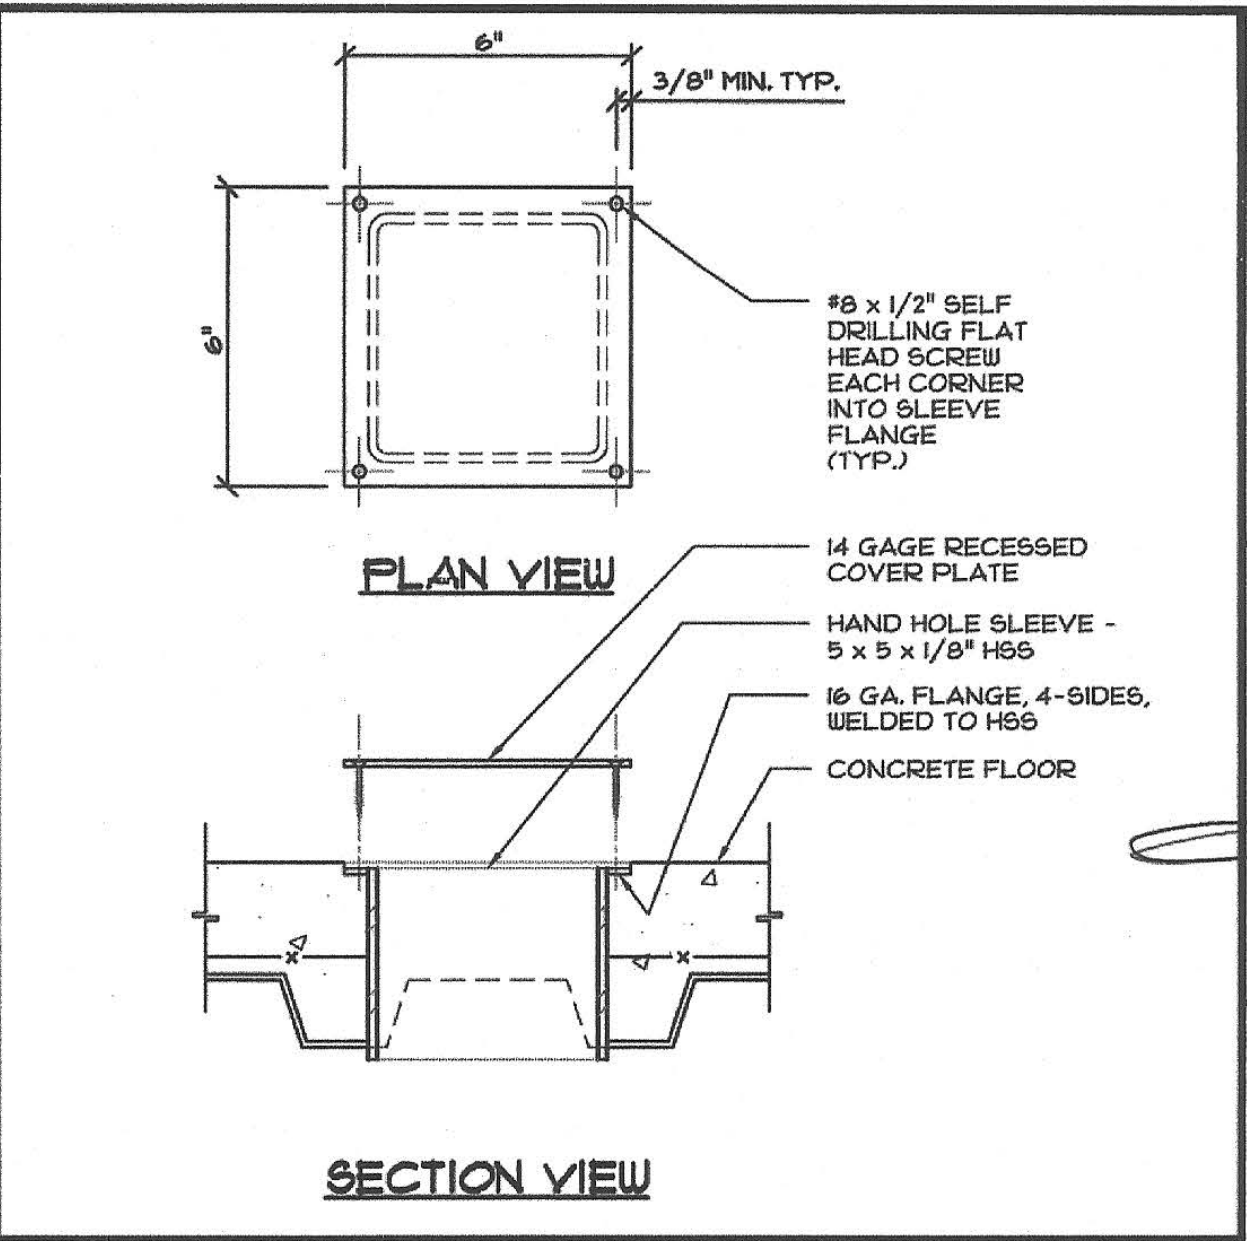 6"
3/8" MIN. TYP.
6"
#8 x 1/2" SELF
DRILLING FLAT
HEAD SCREW
EACH CORNER
INTO SLEEVE
FLANGE
(TYP.)
PLAN VIEW
14 GAGE RECESSED
COVER PLATE
HAND HOLE SLEEVE -
5 x 5 x 1/8" HSS
16 GA. FLANGE, 4-SIDES,
WELDED TO HSS
CONCRETE FLOOR
x
x
SECTION VIEW